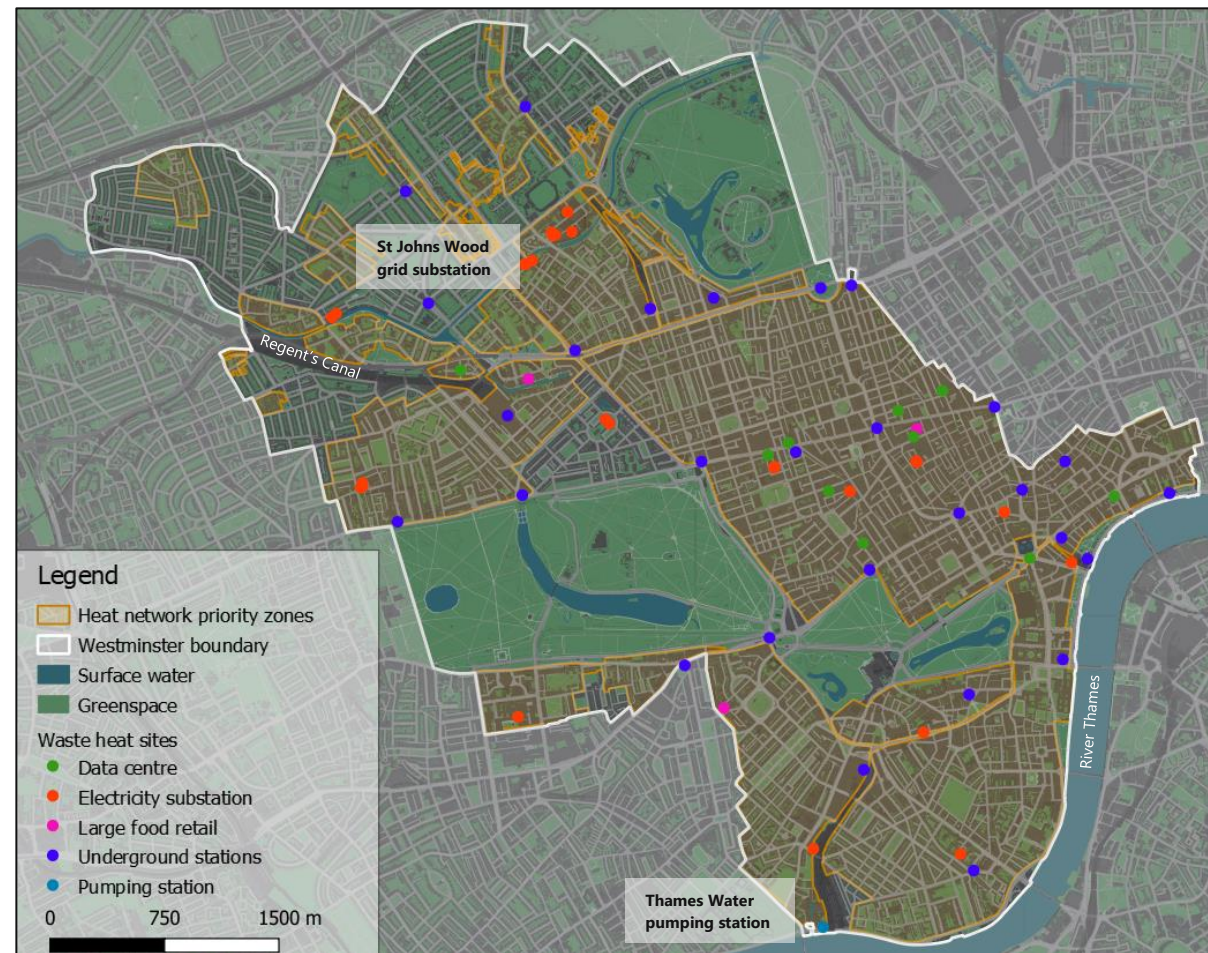 St Johns Wood
grid substation
Regent's Canal
River Thames
Thames Water
pumping station
Legend
Heat network priority zones
Westminster boundary
Surface water
Greenspace
Waste heat sites
Data centre
Electricity substation
Large food retail
Underground stations
Pumping station
0 750 1500 m